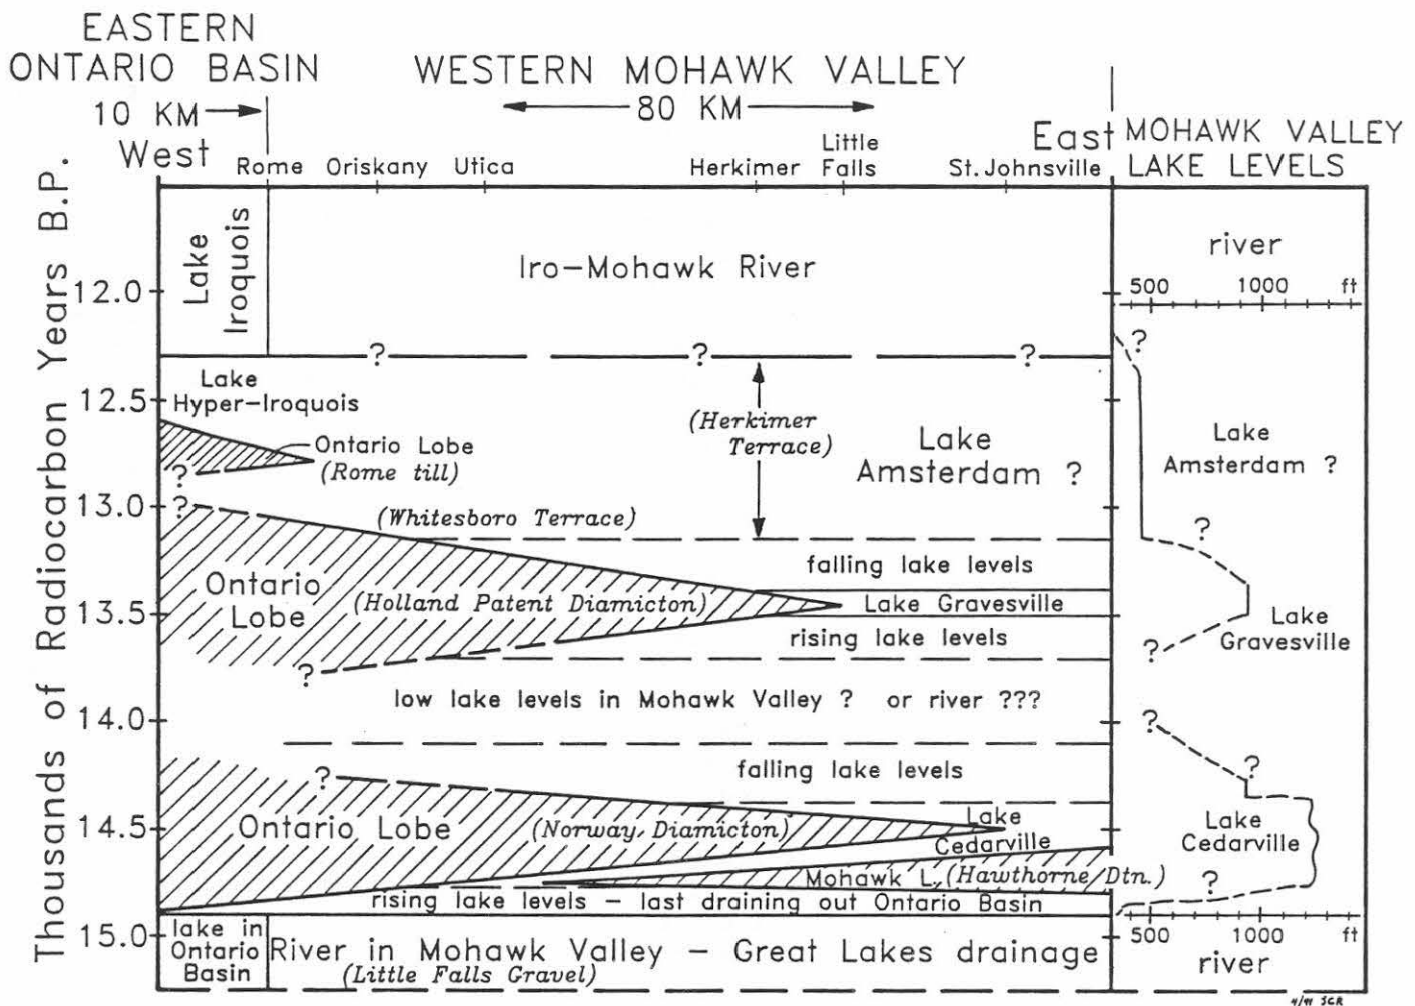 EASTERN
ONTARIO BASIN
WESTERN MOHAWK VALLEY
10 KM
80 KM
West
East
MOHAWK VALLEY
LAKE LEVELS
Rome
Oriskany
Utica
Herkimer
Little
Falls
St. Johnsville
Thousands of Radiocarbon Years B.P.
12.0
12.5
13.0
13.5
14.0
14.5
15.0
Lake
Iroquois
Iro-Mohawk River
river
500
1000
ft
?
?
?
?
Lake
Hyper-Iroquois
Ontario Lobe
(Rome till)
?
?
(Herkimer
Terrace)
Lake
Amsterdam ?
Lake
Amsterdam ?
(Whitesboro Terrace)
?
falling lake levels
Ontario
Lobe
(Holland Patent Diamicton)
Lake Gravesville
Lake
Gravesville
rising lake levels
?
?
low lake levels in Mohawk Valley ? or river ???
?
falling lake levels
?
?
Ontario Lobe
(Norway Diamicton)
Lake
Cedarville
Lake
Cedarville
Mohawk L. (Hawthorne Dtn.)
?
rising lake levels - last draining out Ontario Basin
lake in
Ontario
Basin
River in Mohawk Valley - Great Lakes drainage
(Little Falls Gravel)
500
1000
ft
river
4/91 JCR